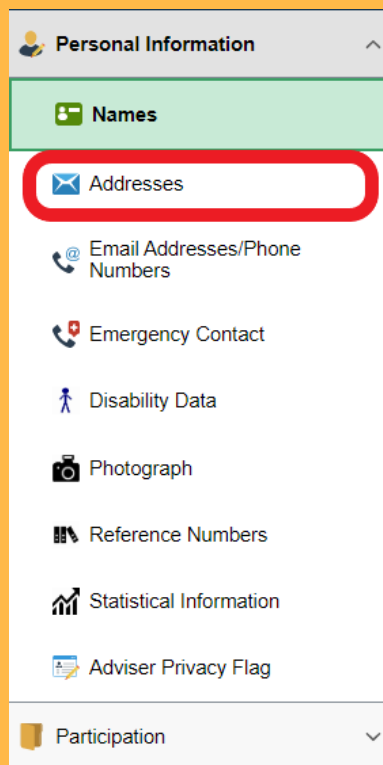 Personal Information
Names
Addresses
Email Addresses/Phone
Numbers
Emergency Contact
Disability Data
Photograph
Reference Numbers
Statistical Information
Adviser Privacy Flag
Participation